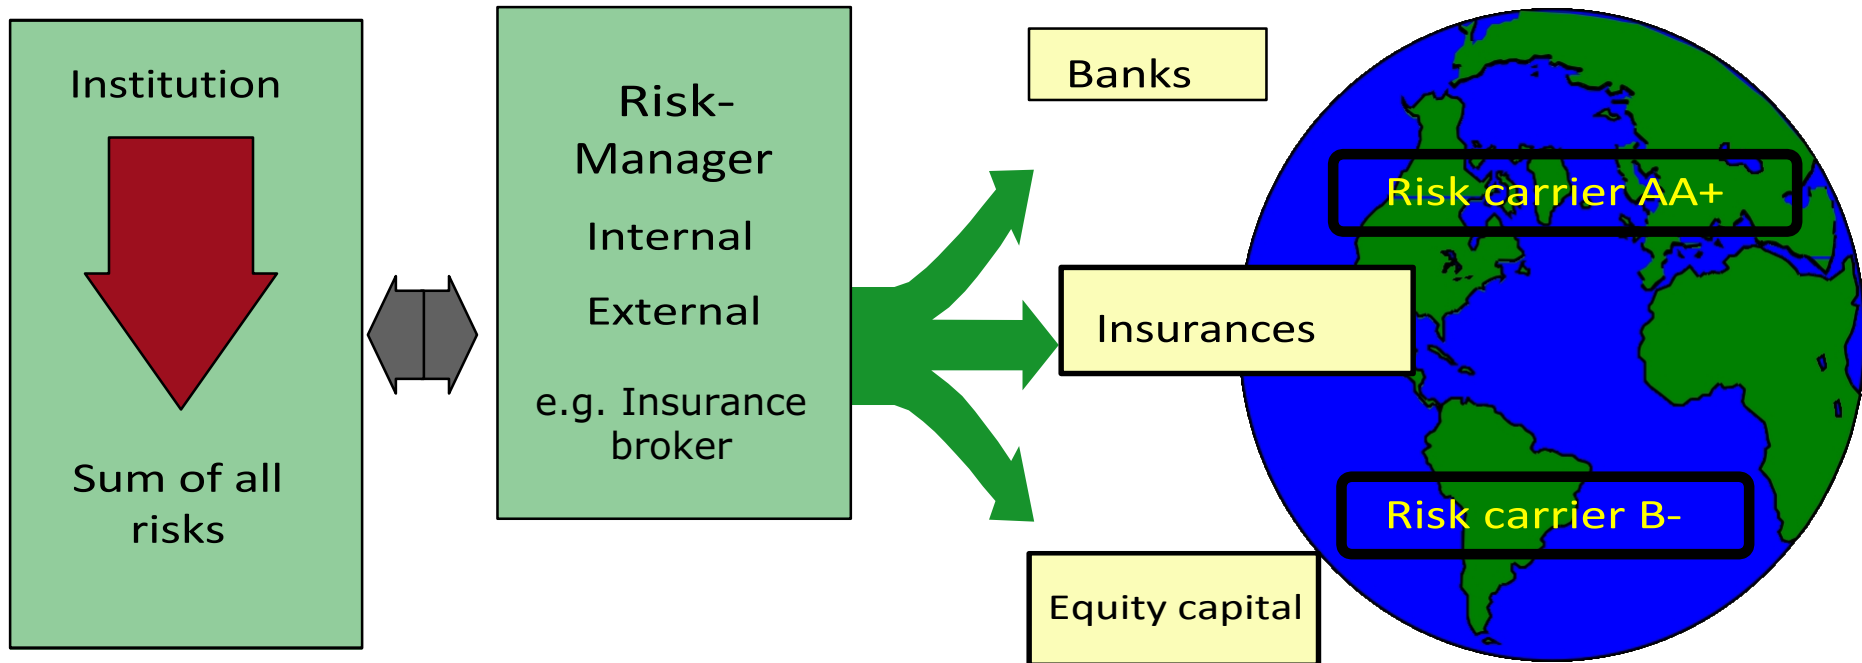 Institution
Sum of all
risks
Risk-
Manager
Internal
External
e.g. Insurance
broker
Banks
Insurances
Equity capital
Risk carrier AA+
Risk carrier B-